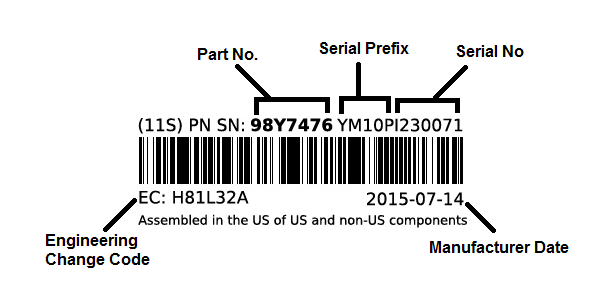 Part No.
Serial Prefix
Serial No
(11S) PN SN: 98Y7476 YM10PI230071
EC: H81L32A
2015-07-14
Assembled in the US of US and non-US components
Engineering
Change Code
Manufacturer Date